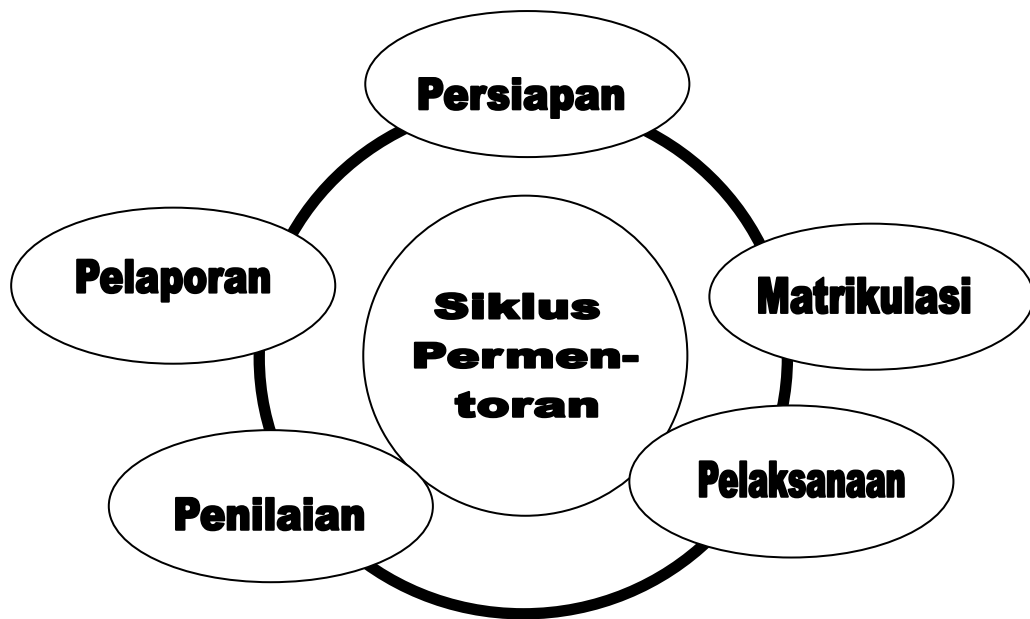 Persiapan
Matrikulasi
Pelaksanaan
Penilaian
Pelaporan
Siklus
Permen-
toran